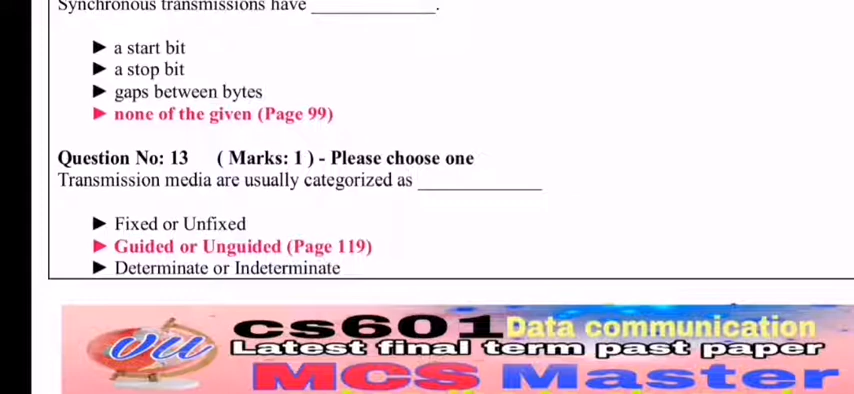 Synchronous transmissions have _____________.
► a start bit
► a stop bit
► gaps between bytes
► none of the given (Page 99)
Question No: 13 ( Marks: 1 ) - Please choose one
Transmission media are usually categorized as _____________
► Fixed or Unfixed
► Guided or Unguided (Page 119)
► Determinate or Indeterminate
vu
cs601 Data communication
Latest final term past paper
MCS Master